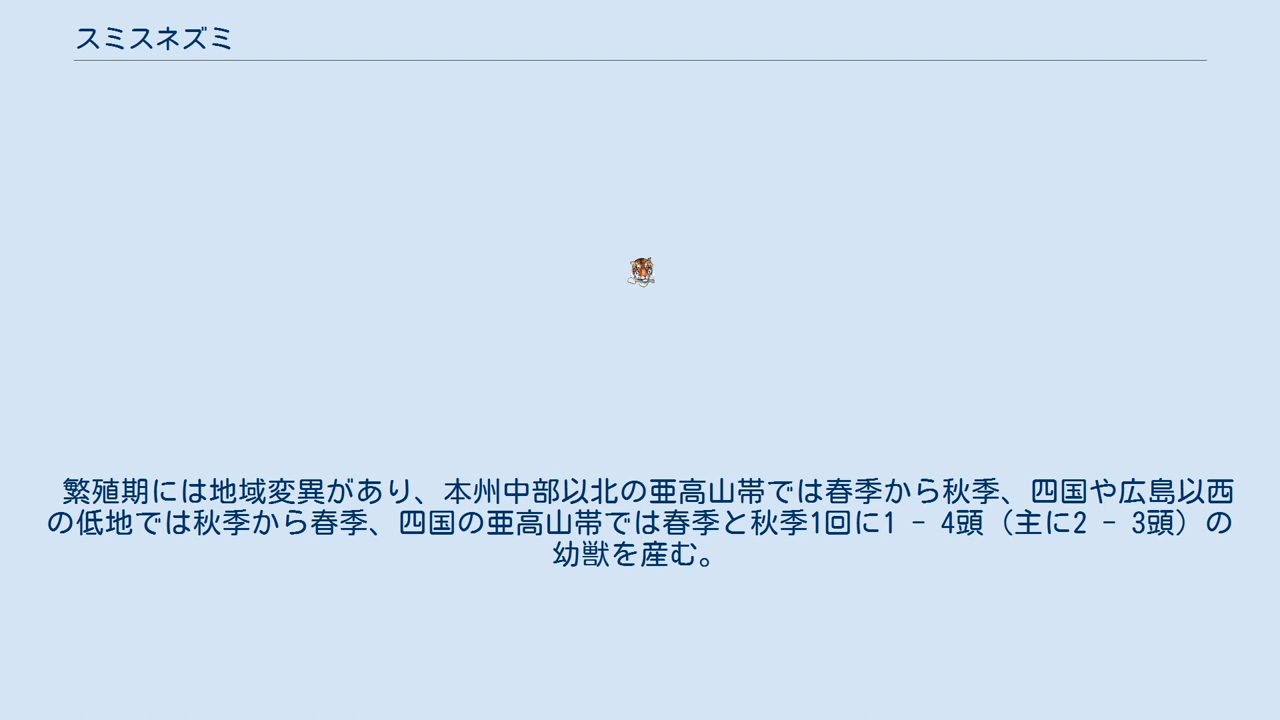 スミスネズミ
繁殖期には地域変異があり、本州中部以北の亜高山帯では春季から秋季、四国や広島以西
の低地では秋季から春季、四国の亜高山帯では春季と秋季1回に1 - 4頭（主に2 - 3頭）の
幼獣を産む。